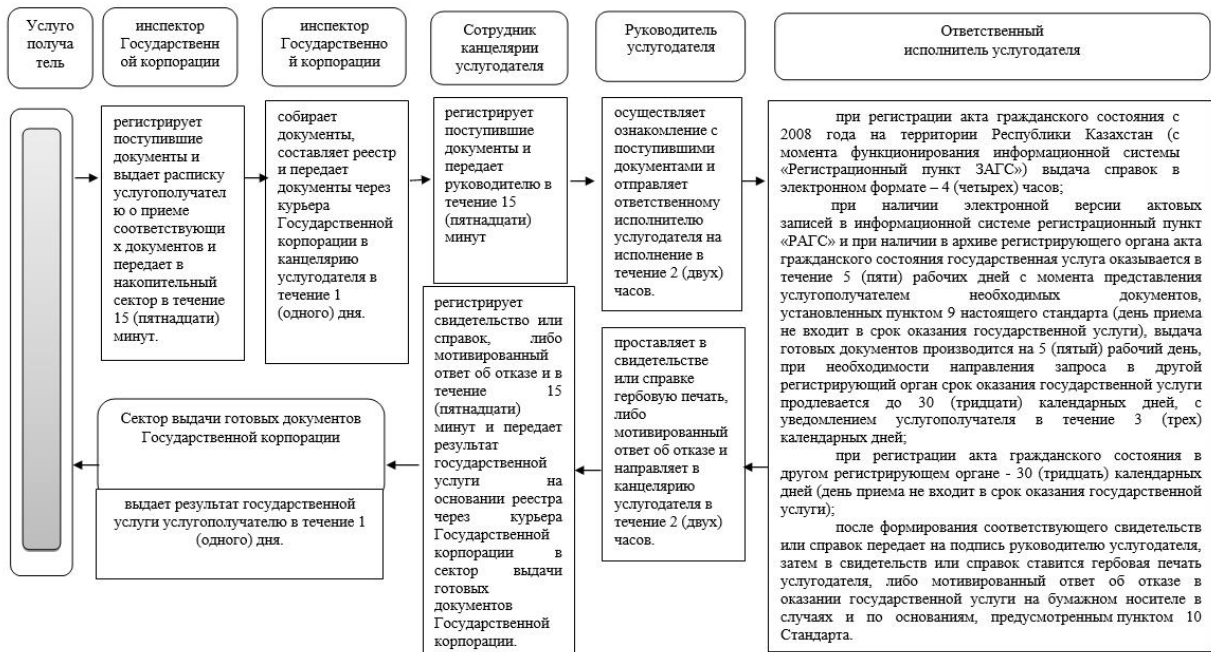 Услуго
получа
тель
инспектор
Государственн
ой корпорации
инспектор
Государственно
й корпорации
Сотрудник
канцелярии
услугодателя
Руководитель
услугодателя
Ответственный
исполнитель услугодателя
регистрирует
поступившие
документы и
выдает расписку
услугополучател
ю о приеме
соответствующи
х документов и
передает в
накопительный
сектор в течение
15 (пятнадцати)
минут.
собирает
документы,
составляет реестр
и передает
документы через
курьера
Государственной
корпорации в
канцелярию
услугодателя в
течение 1
(одного) дня.
регистрирует
поступившие
документы и
передает
руководителю в
течение 15
(пятнадцати)
минут
осуществляет
ознакомление с
поступившими
документами и
отправляет
ответственному
исполнителю
услугодателя на
исполнение в
течение 2 (двух)
часов.
при регистрации акта гражданского состояния с
2008 года на территории Республики Казахстан (с
момента функционирования информационной системы
«Регистрационный пункт ЗАГС») выдача справок в
электронном формате – 4 (четырех) часов;
при наличии электронной версии актовых
записей в информационной системе регистрационный пункт
«РАГС» и при наличии в архиве регистрирующего органа акта
гражданского состояния государственная услуга оказывается в
течение 5 (пяти) рабочих дней с момента представления
услугополучателем необходимых документов,
установленных пунктом 9 настоящего стандарта (день приема
не входит в срок оказания государственной услуги), выдача
готовых документов производится на 5 (пятый) рабочий день,
при необходимости направления запроса в другой
регистрирующий орган срок оказания государственной услуги
продлевается до 30 (тридцати) календарных дней, с
уведомлением услугополучателя в течение 3 (трех)
календарных дней;
при регистрации акта гражданского состояния в
другом регистрирующем органе - 30 (тридцать) календарных
дней (день приема не входит в срок оказания государственной
услуги);
после формирования соответствующего свидетельств
или справок передает на подпись руководителю услугодателя,
затем в свидетельств или справок ставится гербовая печать
услугодателя, либо мотивированный ответ об отказе в
оказании государственной услуги на бумажном носителе в
случаях и по основаниям, предусмотренным пунктом 10
Стандарта.
проставляет в
свидетельстве
или справке
гербовую печать,
либо
мотивированный
ответ об отказе и
направляет в
канцелярию
услугодателя в
течение 2 (двух)
часов.
регистрирует
свидетельство или
справок, либо
мотивированный
ответ об отказе и в
течение 15
(пятнадцати)
минут и передает
результат
государственной
услуги на
основании реестра
через курьера
Государственной
корпорации в
сектор выдачи
готовых
документов
Государственной
корпорации.
Сектор выдачи готовых документов
Государственной корпорации
выдает результат государственной
услуги услугополучателю в течение 1
(одного) дня.